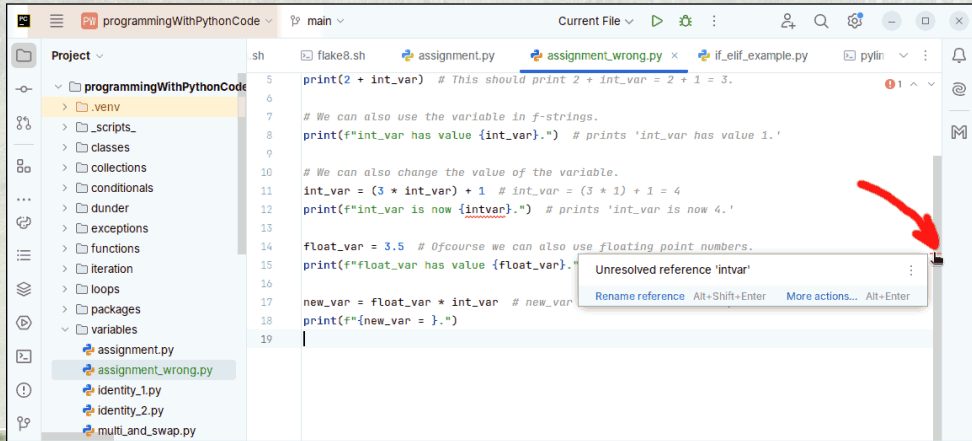 PC PW programmingWithPythonCode main Current File
Project
.sh flake8.sh assignment.py assignment_wrong.py × if_elif_example.py pylin
programmingWithPythonCode
.venv
_scripts_
classes
collections
conditionals
dunder
exceptions
functions
iteration
loops
packages
variables
assignment.py
assignment_wrong.py
identity_1.py
identity_2.py
multi_and_swap.py
1
5 print(2 + int_var) # This should print 2 + int_var = 2 + 1 = 3.
6
7 # We can also use the variable in f-strings.
8 print(f"int_var has value {int_var}.") # prints 'int_var has value 1.'
9
10 # We can also change the value of the variable.
11 int_var = (3 * int_var) + 1 # int_var = (3 * 1) + 1 = 4
12 print(f"int_var is now {intvar}.") # prints 'int_var is now 4.'
13
14 float_var = 3.5 # Ofcourse we can also use floating point numbers.
15 print(f"float_var has value {float_var}."
16
17 new_var = float_var * int_var # new_var
18 print(f"{new_var = }.")
19
Unresolved reference 'intvar'
Rename reference Alt+Shift+Enter More actions... Alt+Enter